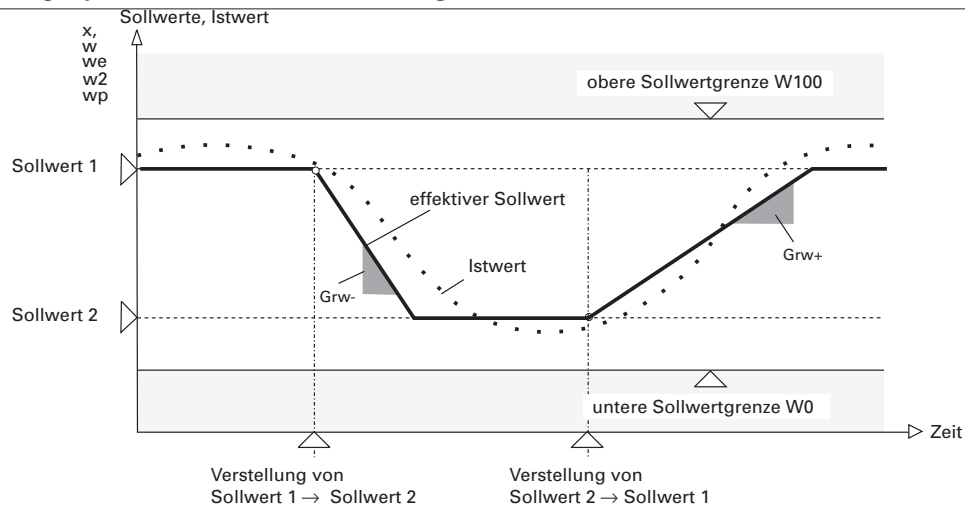 Sollwerte, Istwert
x,
w
we
w2
wp
obere Sollwertgrenze W100
Sollwert 1
effektiver Sollwert
Grw+
Istwert
Grw-
Sollwert 2
untere Sollwertgrenze W0
Zeit
Verstellung von
Sollwert 1 → Sollwert 2
Verstellung von
Sollwert 2 → Sollwert 1